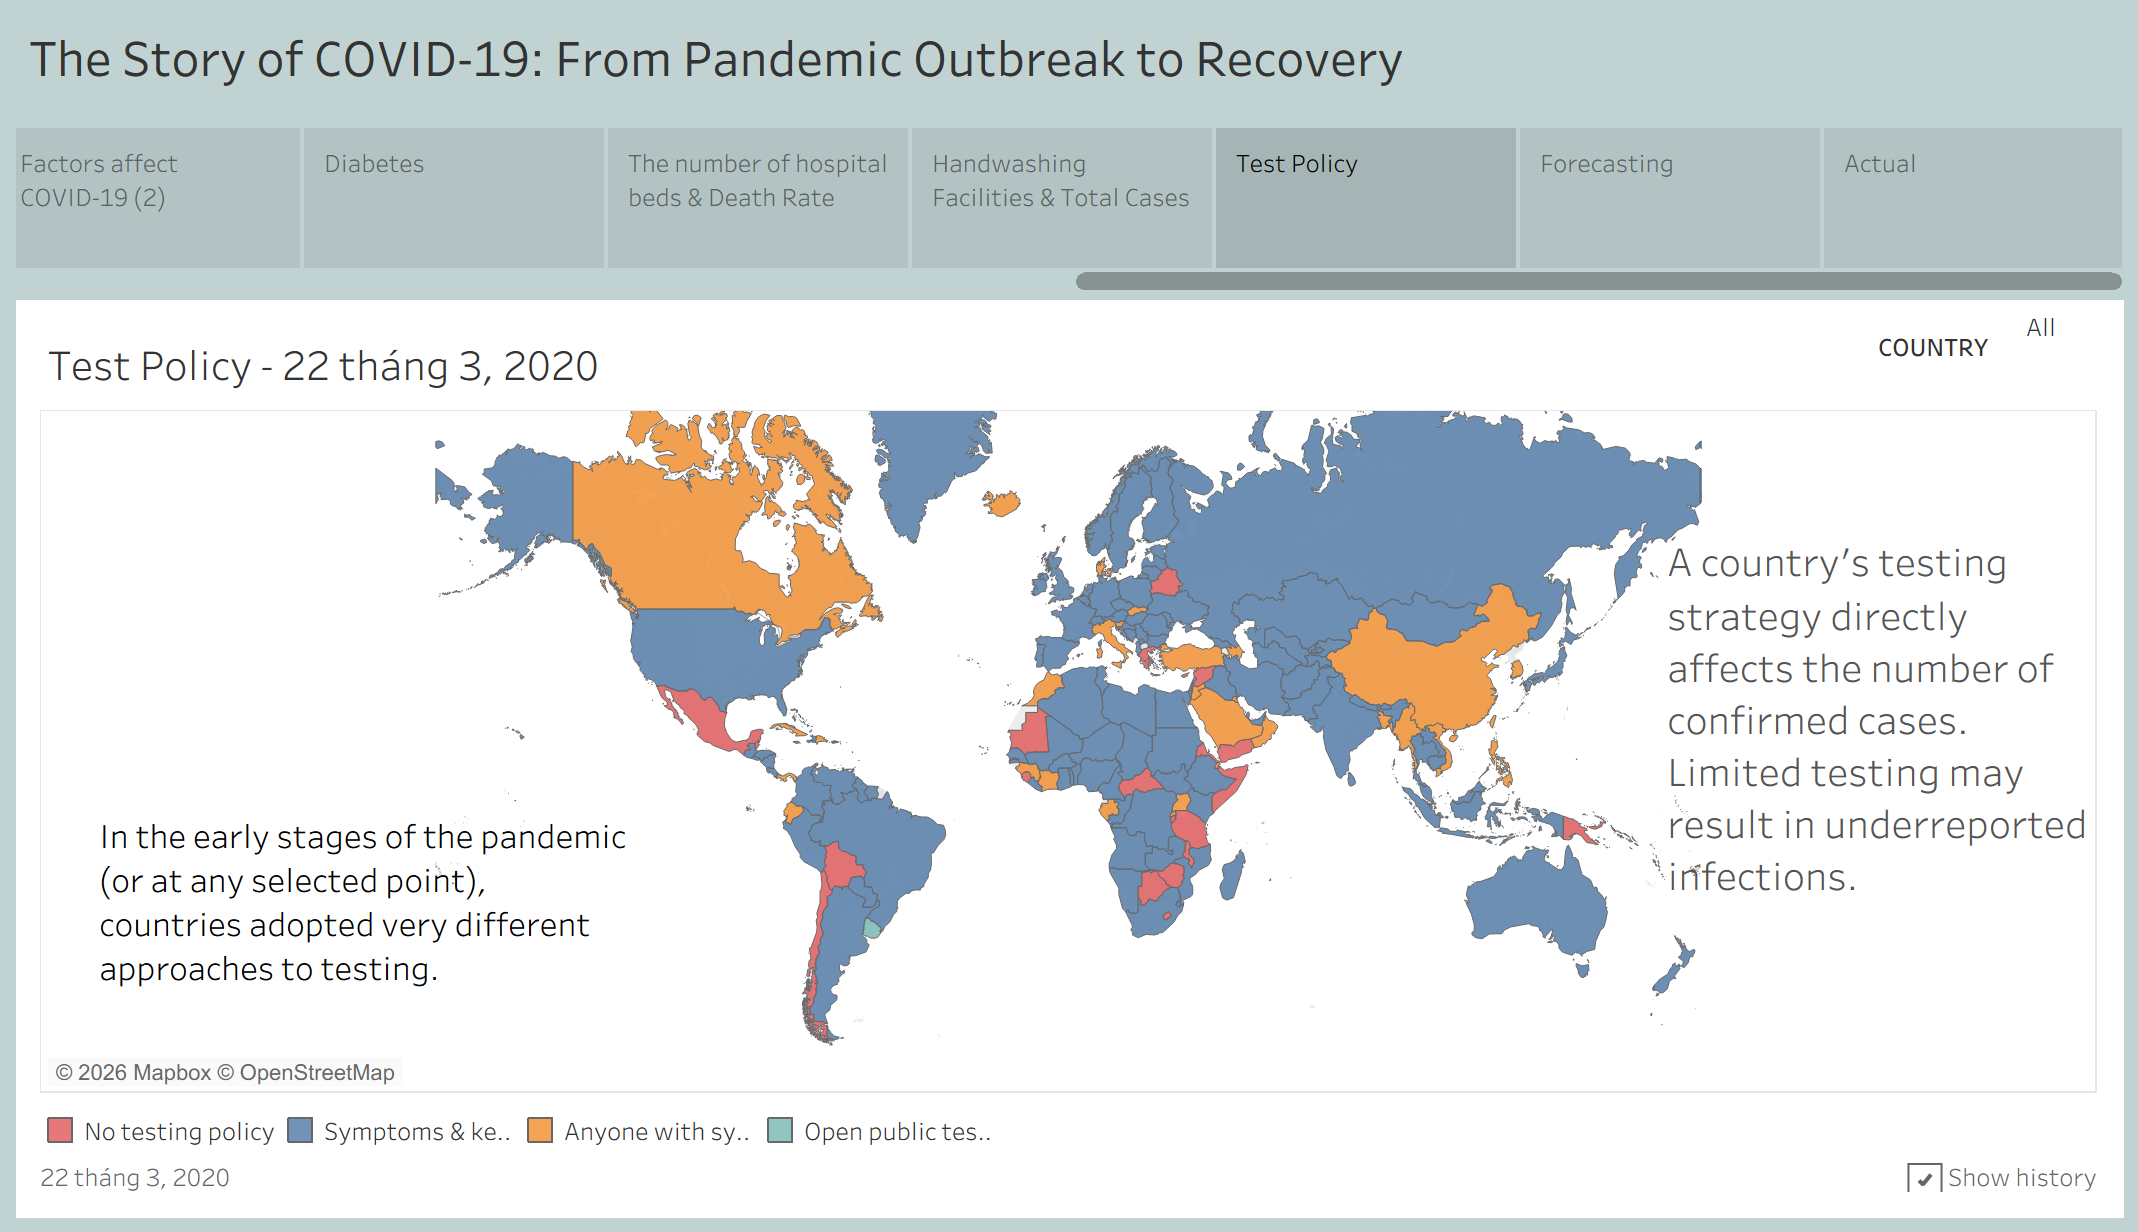 The Story of COVID-19: From Pandemic Outbreak to Recovery
Factors affect
COVID-19 (2)
Diabetes
The number of hospital
beds & Death Rate
Handwashing
Facilities & Total Cases
Test Policy
Forecasting
Actual
Test Policy - 22 tháng 3, 2020
COUNTRY
All
A country's testing
strategy directly
affects the number of
confirmed cases.
Limited testing may
result in underreported
infections.
In the early stages of the pandemic
(or at any selected point),
countries adopted very different
approaches to testing.
© 2026 Mapbox © OpenStreetMap
No testing policy
Symptoms & ke..
Anyone with sy..
Open public tes..
22 tháng 3, 2020
Show history